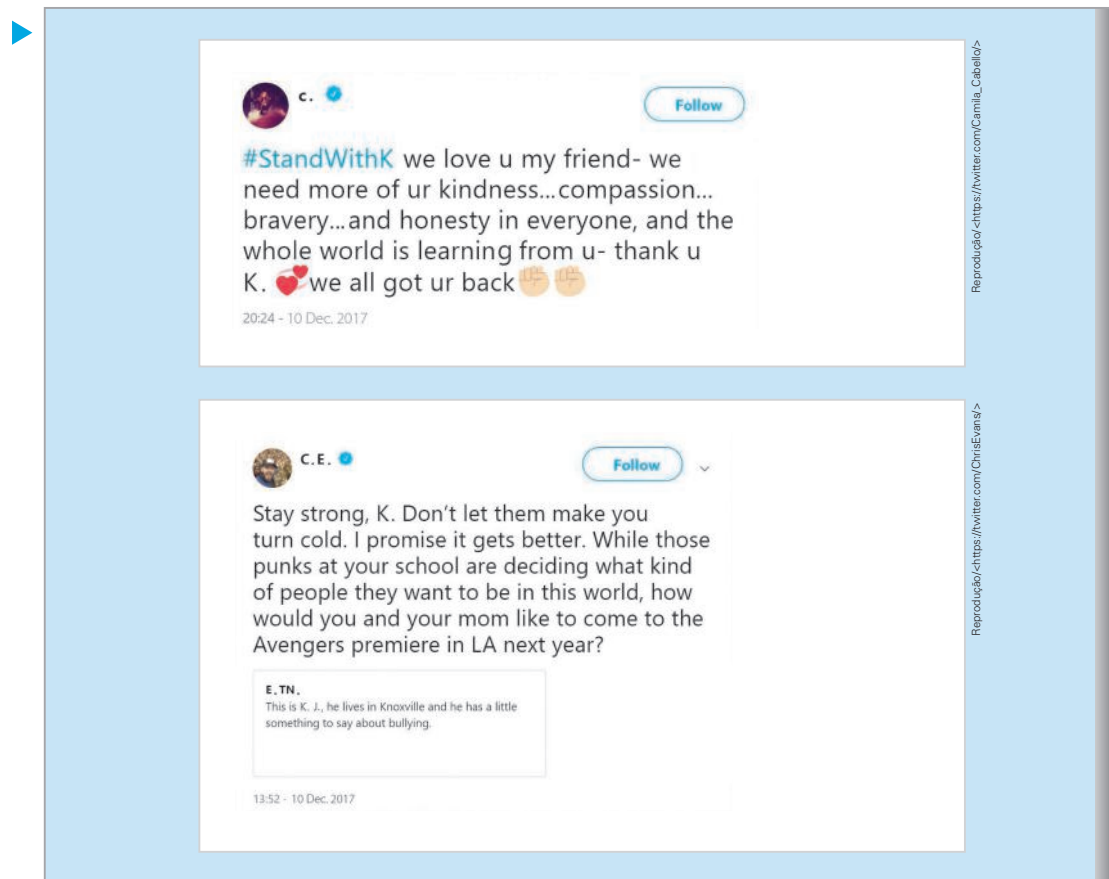 c.
Follow
#StandWithK we love u my friend- we
need more of ur kindness...compassion...
bravery...and honesty in everyone, and the
whole world is learning from u- thank u
K. 💞we all got ur back✊🏼✊🏼
20:24 - 10 Dec. 2017
Reprodução/<https://twitter.com/Camila_Cabello/>
C.E.
Follow
Stay strong, K. Don't let them make you
turn cold. I promise it gets better. While those
punks at your school are deciding what kind
of people they want to be in this world, how
would you and your mom like to come to the
Avengers premiere in LA next year?
E.TN.
This is K. J., he lives in Knoxville and he has a little
something to say about bullying.
13:52 - 10 Dec. 2017
Reprodução/<https://twitter.com/ChrisEvans/>